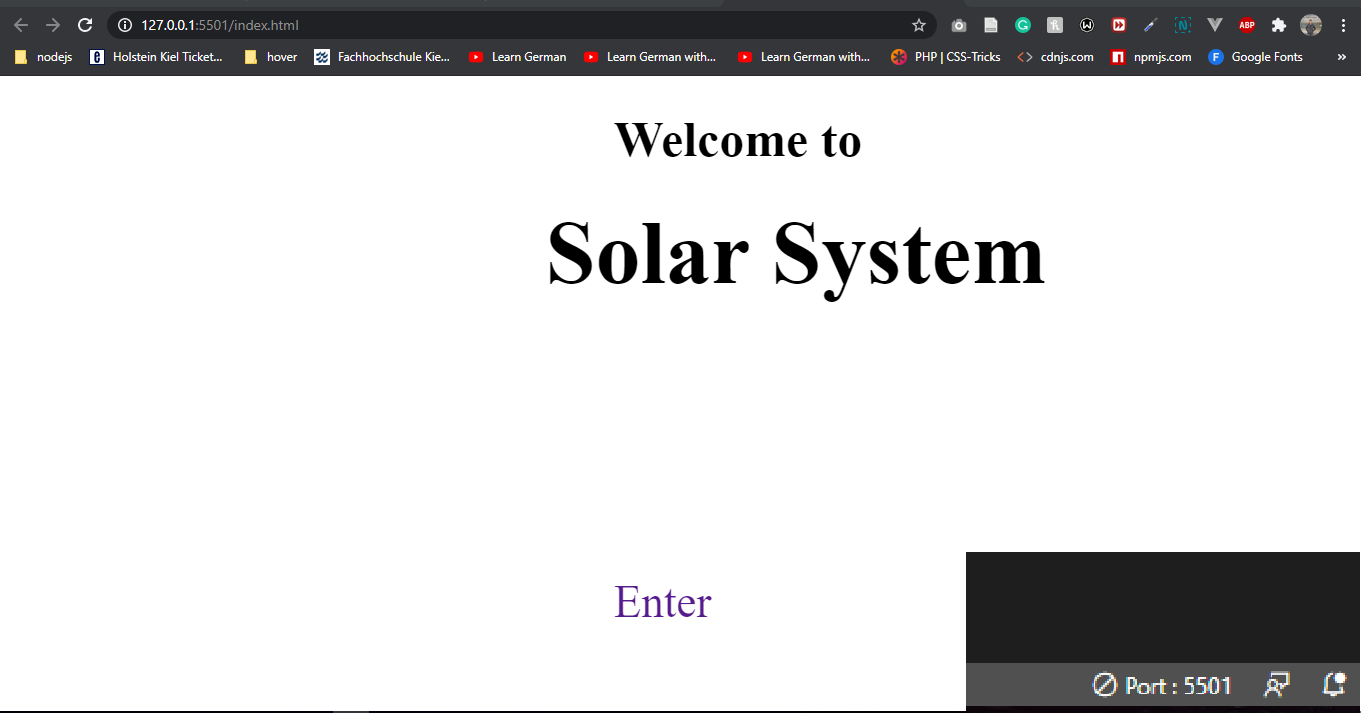 127.0.0.1:5501/index.html
ABP
nodejs Holstein Kiel Ticket... hover Fachhochschule Kie... Learn German Learn German with... Learn German with... PHP | CSS-Tricks cdnjs.com npmjs.com F Google Fonts »
Welcome to
Solar System
Enter
Port : 5501